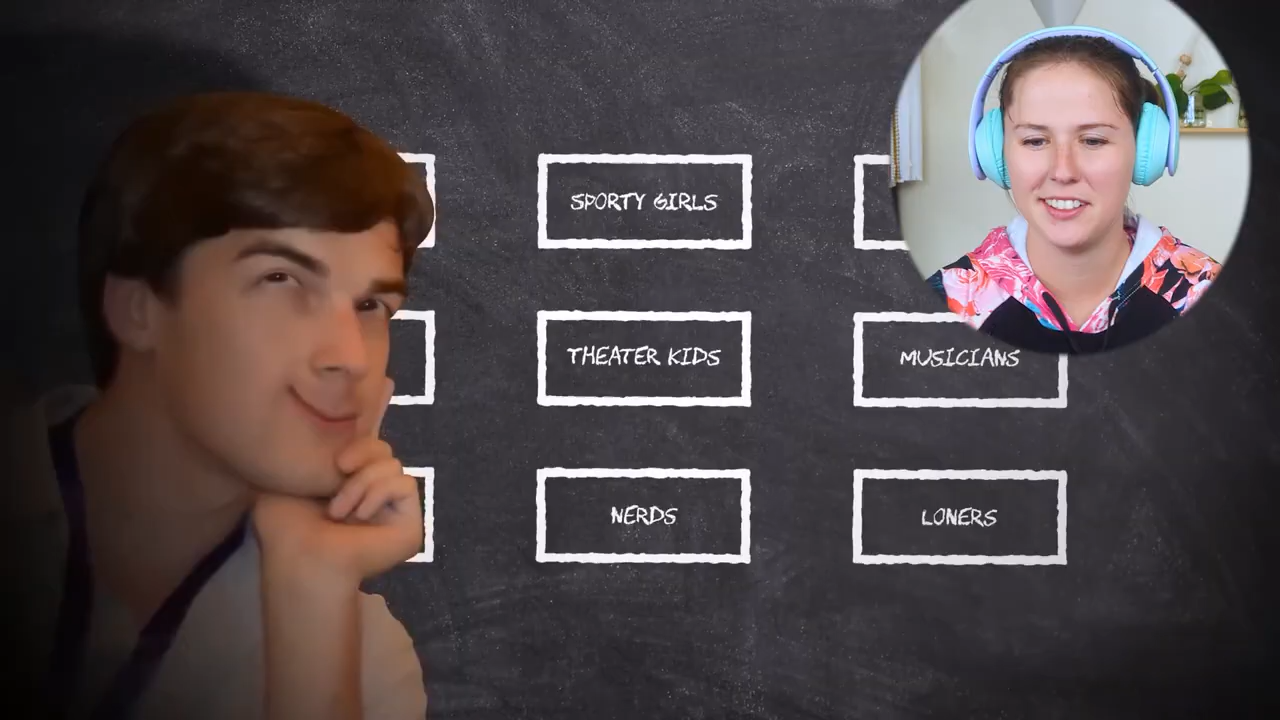 SPORTY GIRLS
THEATER KIDS
MUSICIANS
NERDS
LONERS